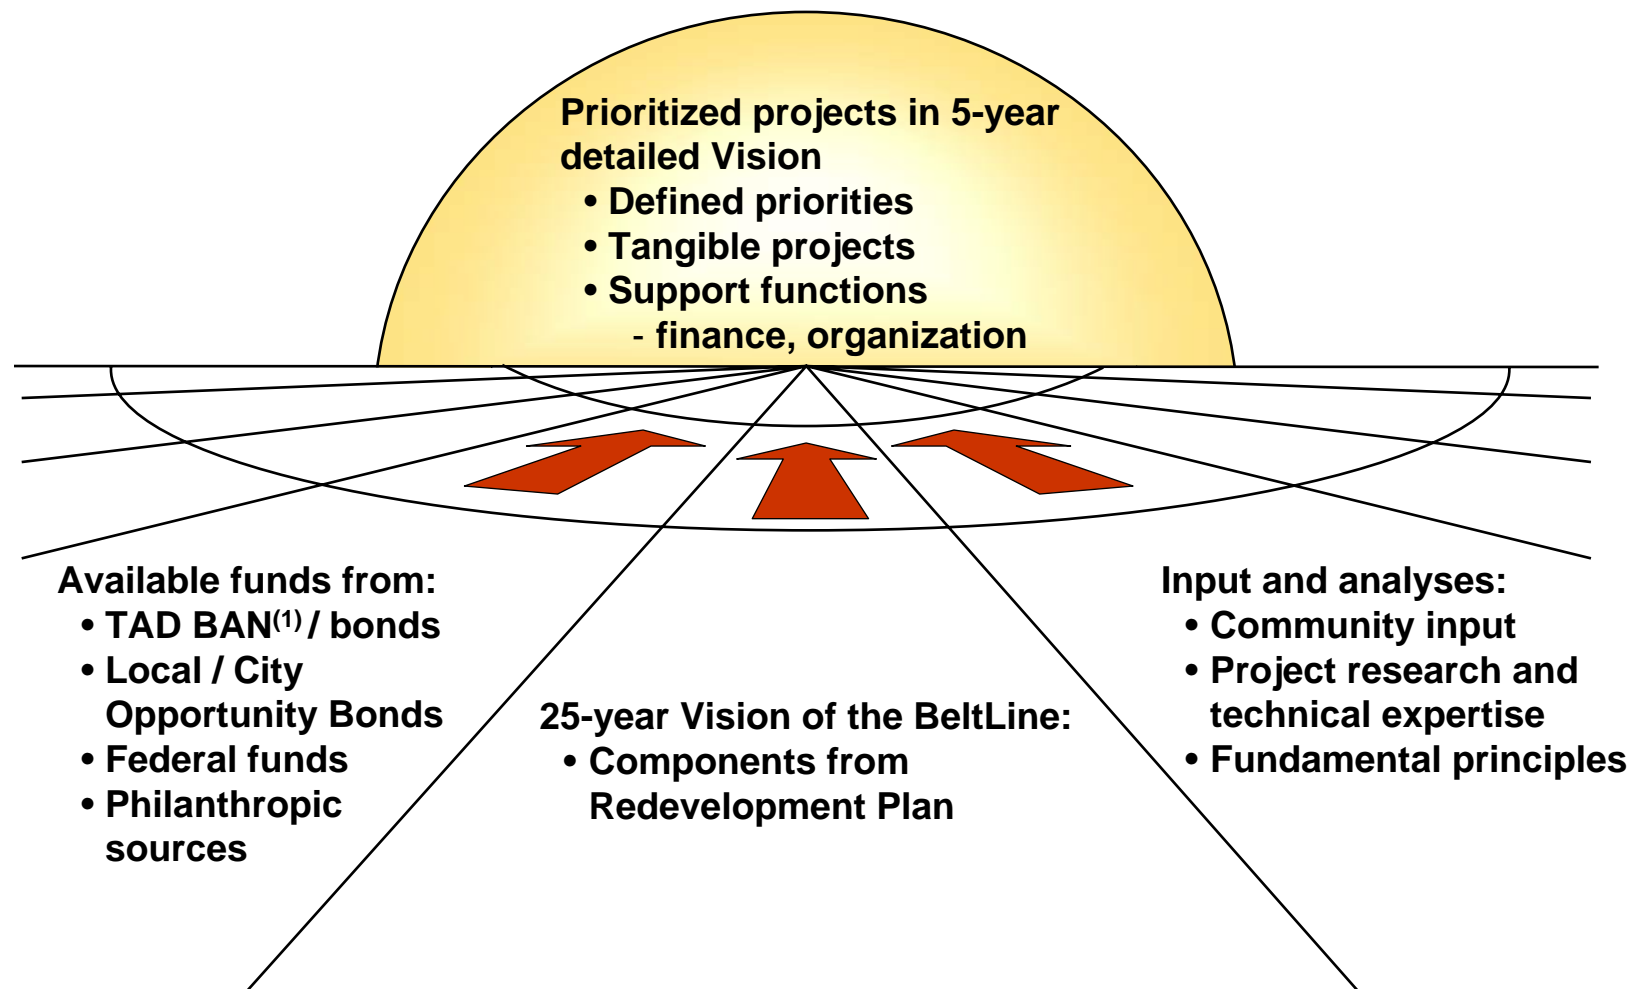 Prioritized projects in 5-year
detailed Vision
• Defined priorities
• Tangible projects
• Support functions
- finance, organization
Available funds from:
• TAD BAN(1) / bonds
• Local / City
Opportunity Bonds
• Federal funds
• Philanthropic
sources
25-year Vision of the BeltLine:
• Components from
Redevelopment Plan
Input and analyses:
• Community input
• Project research and
technical expertise
• Fundamental principles